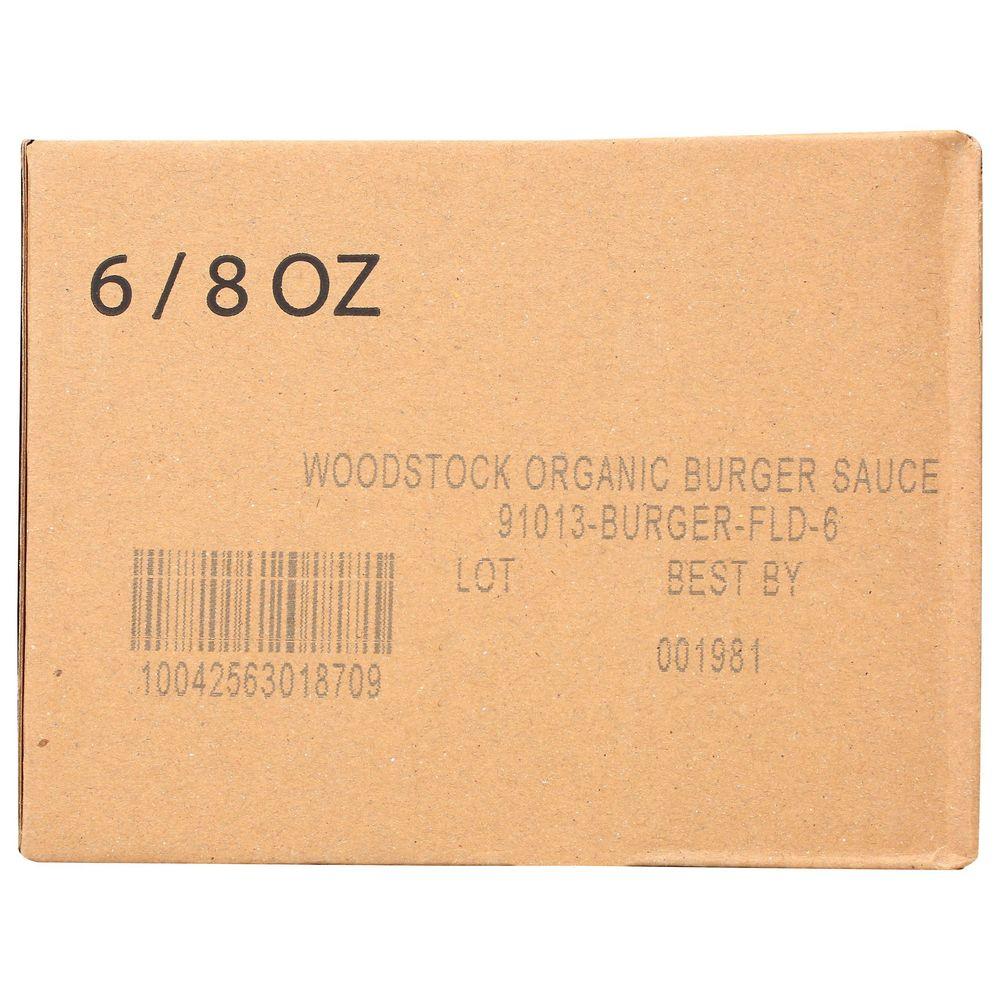 6 / 8 OZ
WOODSTOCK ORGANIC BURGER SAUCE
91013-BURGER-FLD-6
LOT BEST BY
001981
10042563018709